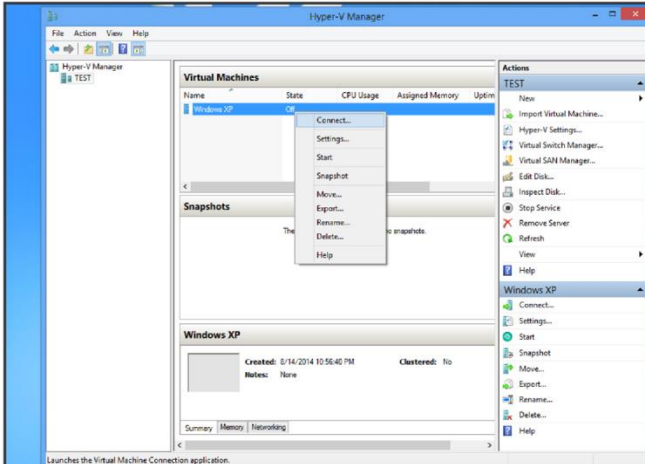 Hyper-V Manager
File Action View Help
Hyper-V Manager
TEST
Virtual Machines
Name State CPU Usage Assigned Memory Uptim
Windows XP Off
Connect...
Settings...
Start
Snapshot
Move...
Export...
Rename...
Delete...
Help
Snapshots
The no snapshots.
Windows XP
Created: 8/14/2014 10:56:40 PM Clustered: No
Notes: None
Summary Memory Networking
Actions
TEST
New
Import Virtual Machine...
Hyper-V Settings...
Virtual Switch Manager...
Virtual SAN Manager...
Edit Disk...
Inspect Disk...
Stop Service
Remove Server
Refresh
View
Help
Windows XP
Connect...
Settings...
Start
Snapshot
Move...
Export...
Rename...
Delete...
Help
Launches the Virtual Machine Connection application.